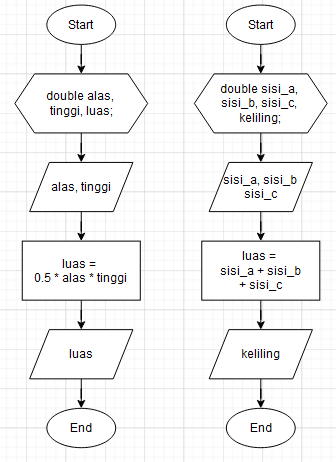 Start
double alas,
tinggi, luas;
alas, tinggi
luas =
0.5 * alas * tinggi
luas
End
Start
double sisi_a,
sisi_b, sisi_c,
keliling;
sisi_a, sisi_b
sisi_c
luas =
sisi_a + sisi_b
+ sisi_c
keliling
End